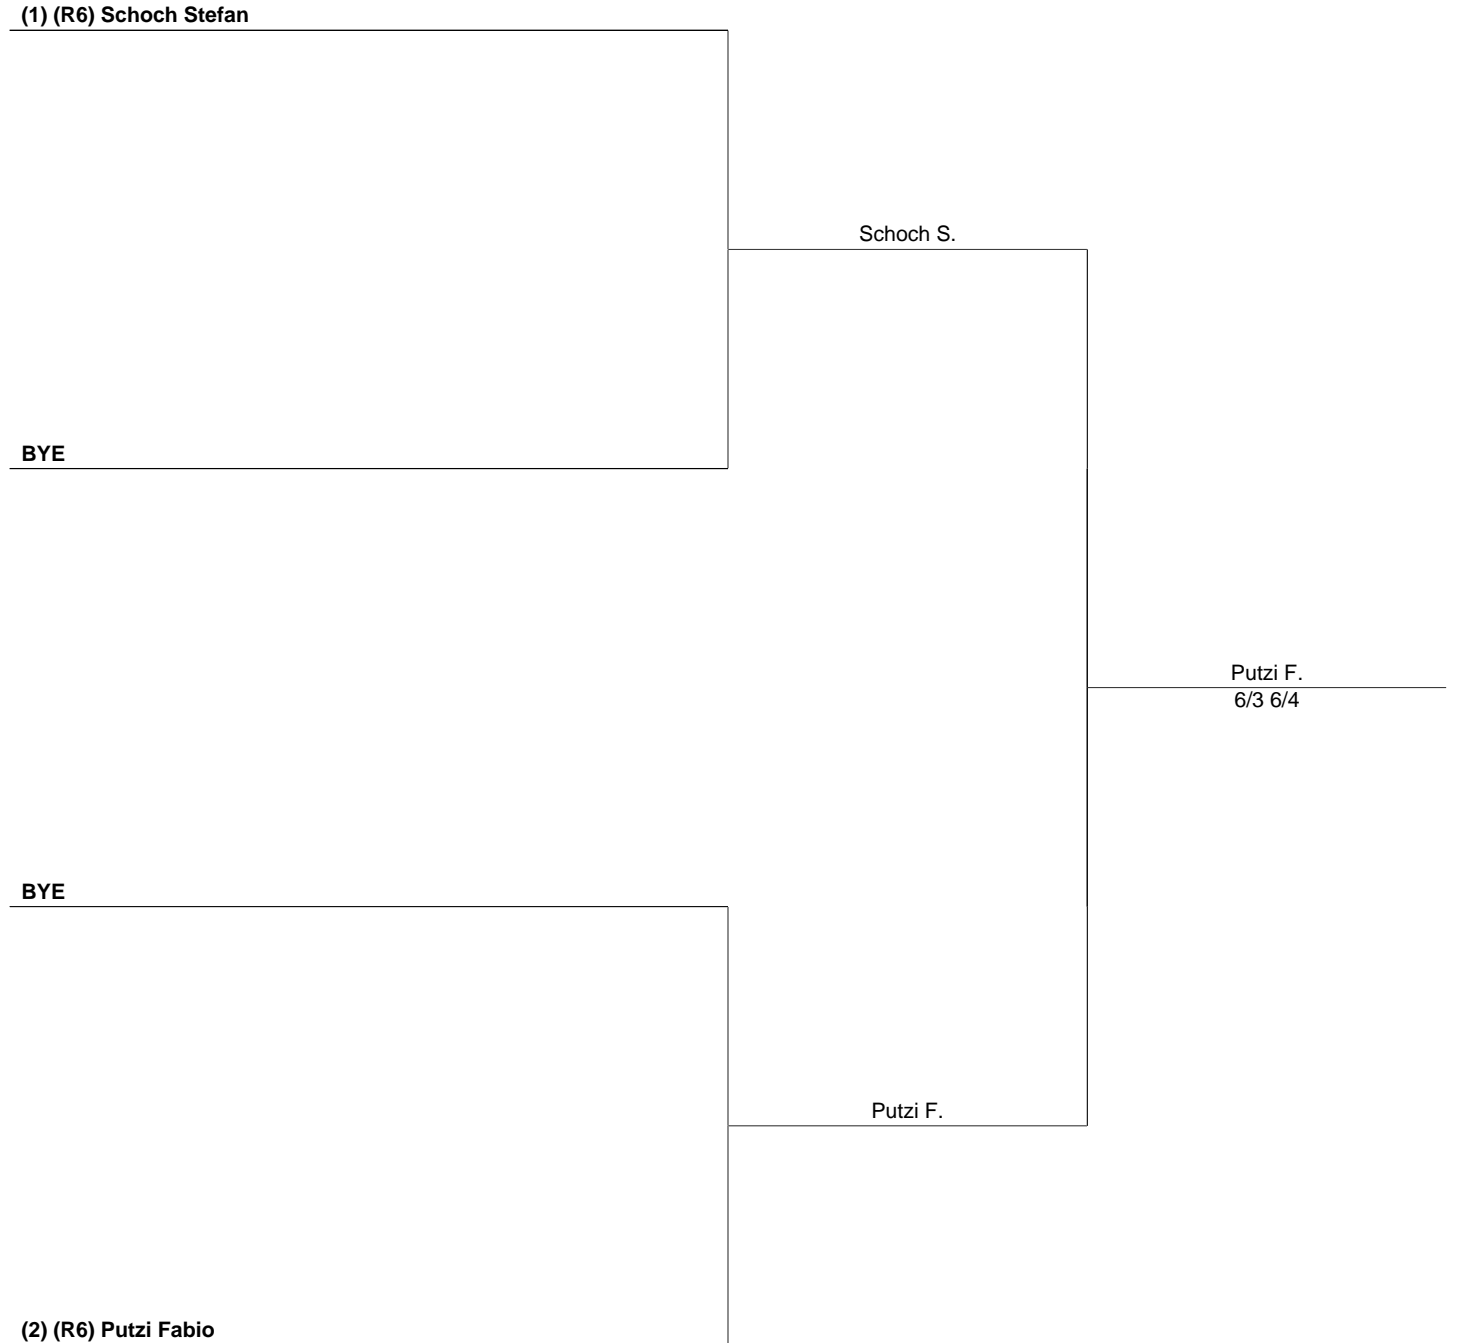 (1) (R6) Schoch Stefan
Schoch S.
BYE
Putzi F.
6/3 6/4
BYE
Putzi F.
(2) (R6) Putzi Fabio